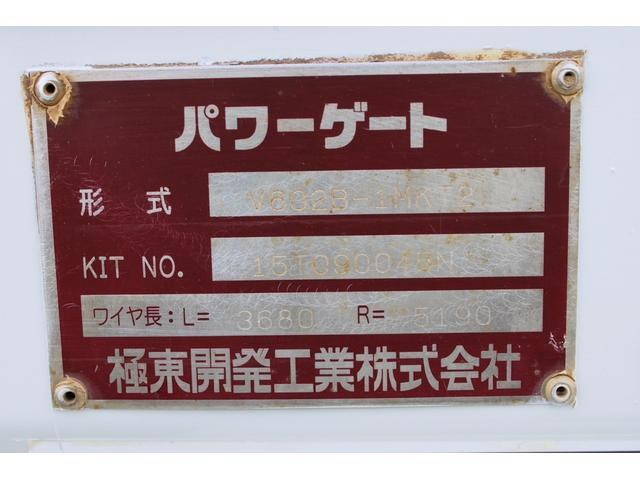 パワーゲート
形式
KIT NO.
ワイヤ長:L= 3680 R= 5190
極東開発工業株式会社